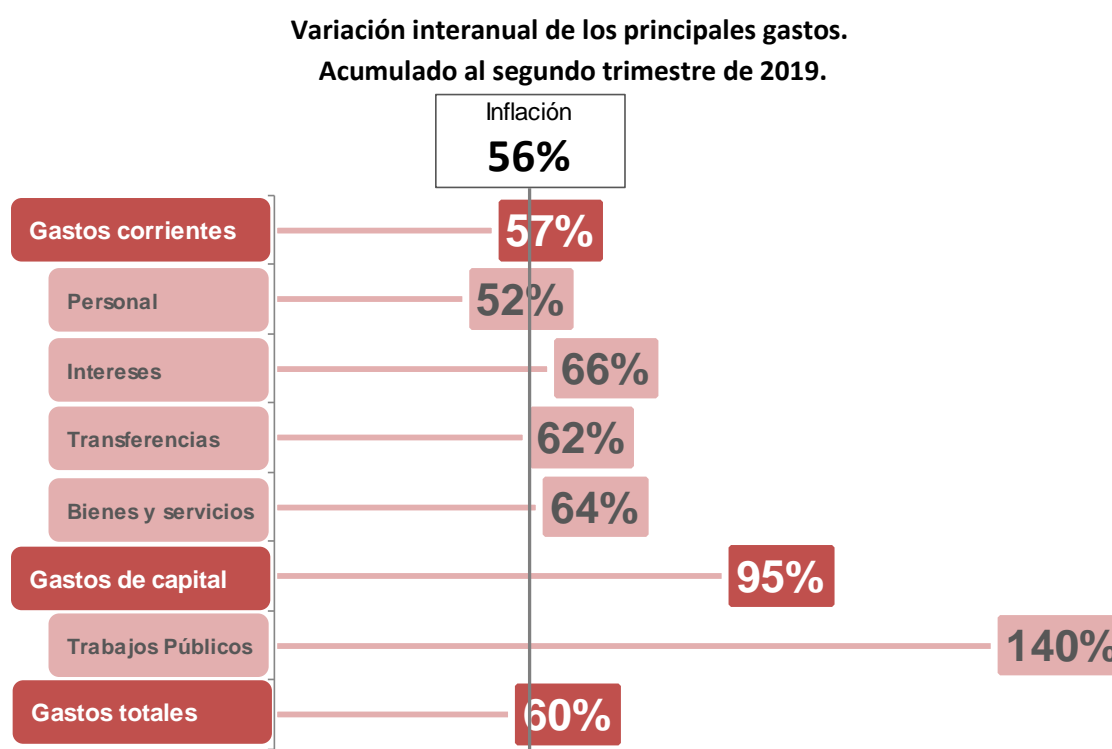 Variación interanual de los principales gastos.
Acumulado al segundo trimestre de 2019.
Inflación
56%
Gastos corrientes 57%
Personal 52%
Intereses 66%
Transferencias 62%
Bienes y servicios 64%
Gastos de capital 95%
Trabajos Públicos 140%
Gastos totales 60%